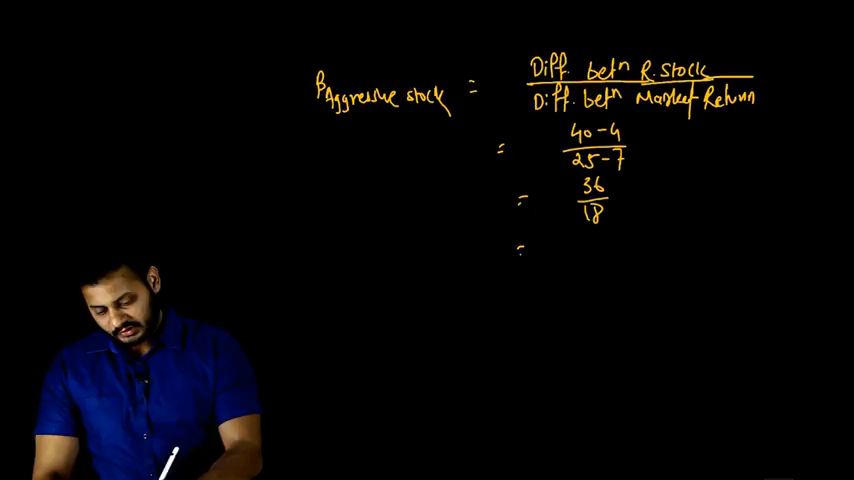 βAggressive stock = Diff. betⁿ R. Stock
Diff. betⁿ Market Return
= 40-4
25-7
= 36
18
=